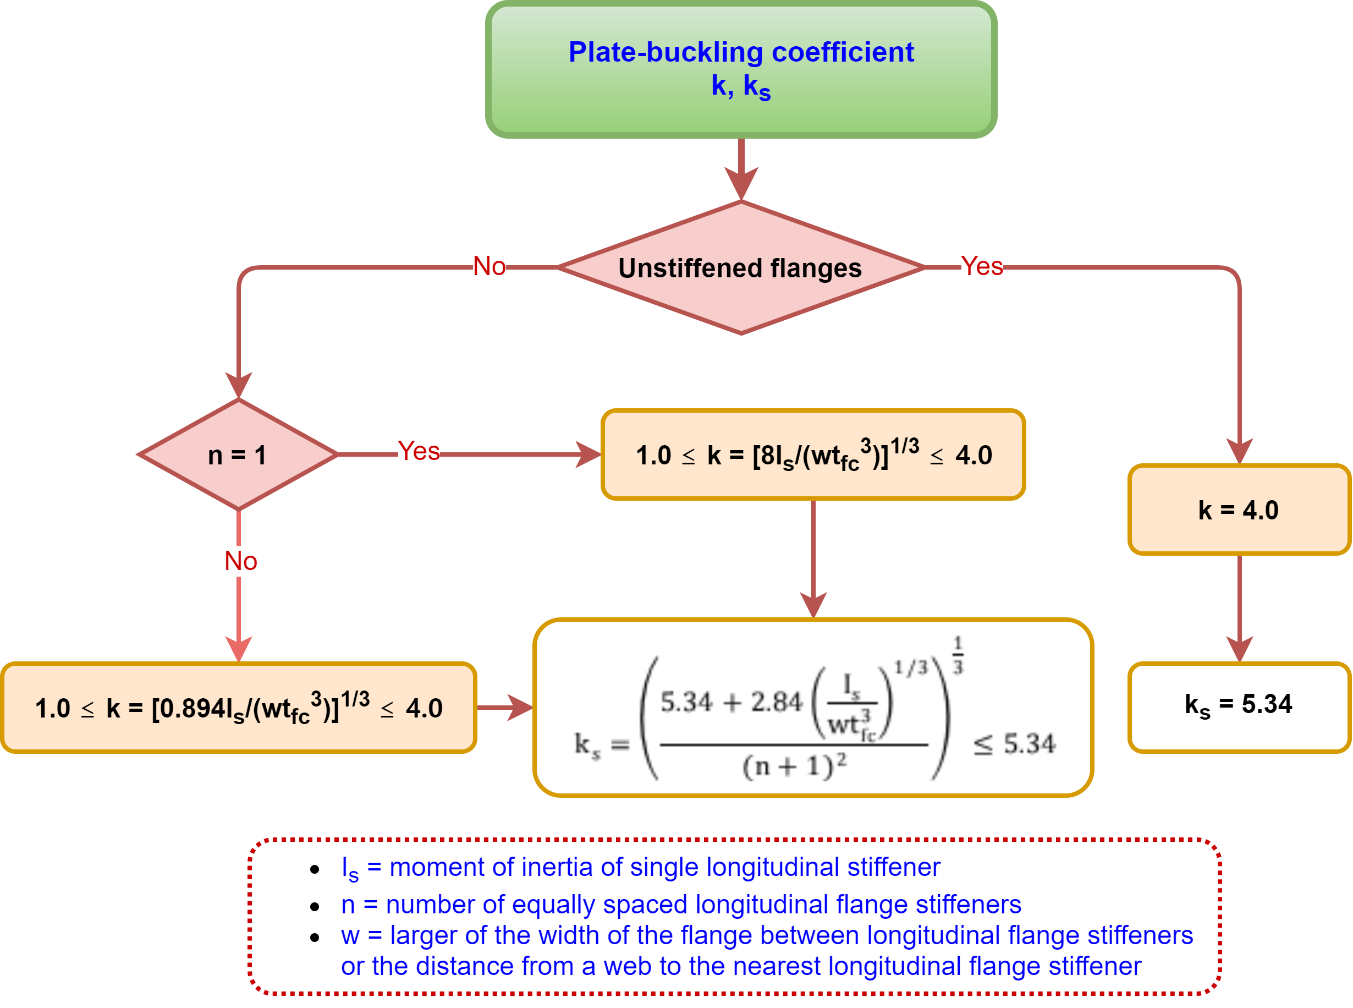 Plate-buckling coefficient
k, kₛ
Unstiffened flanges
No
Yes
n = 1
Yes
1.0 ≤ k = [8Iₛ/(wt_fc³)]^1/3 ≤ 4.0
k = 4.0
No
1.0 ≤ k = [0.894Iₛ/(wt_fc³)]^1/3 ≤ 4.0
kₛ = ((5.34 + 2.84 (Iₛ/wt_fc³)^1/3)/(n + 1)²)^1/3 ≤ 5.34
kₛ = 5.34
• Iₛ = moment of inertia of single longitudinal stiffener
• n = number of equally spaced longitudinal flange stiffeners
• w = larger of the width of the flange between longitudinal flange stiffeners
or the distance from a web to the nearest longitudinal flange stiffener